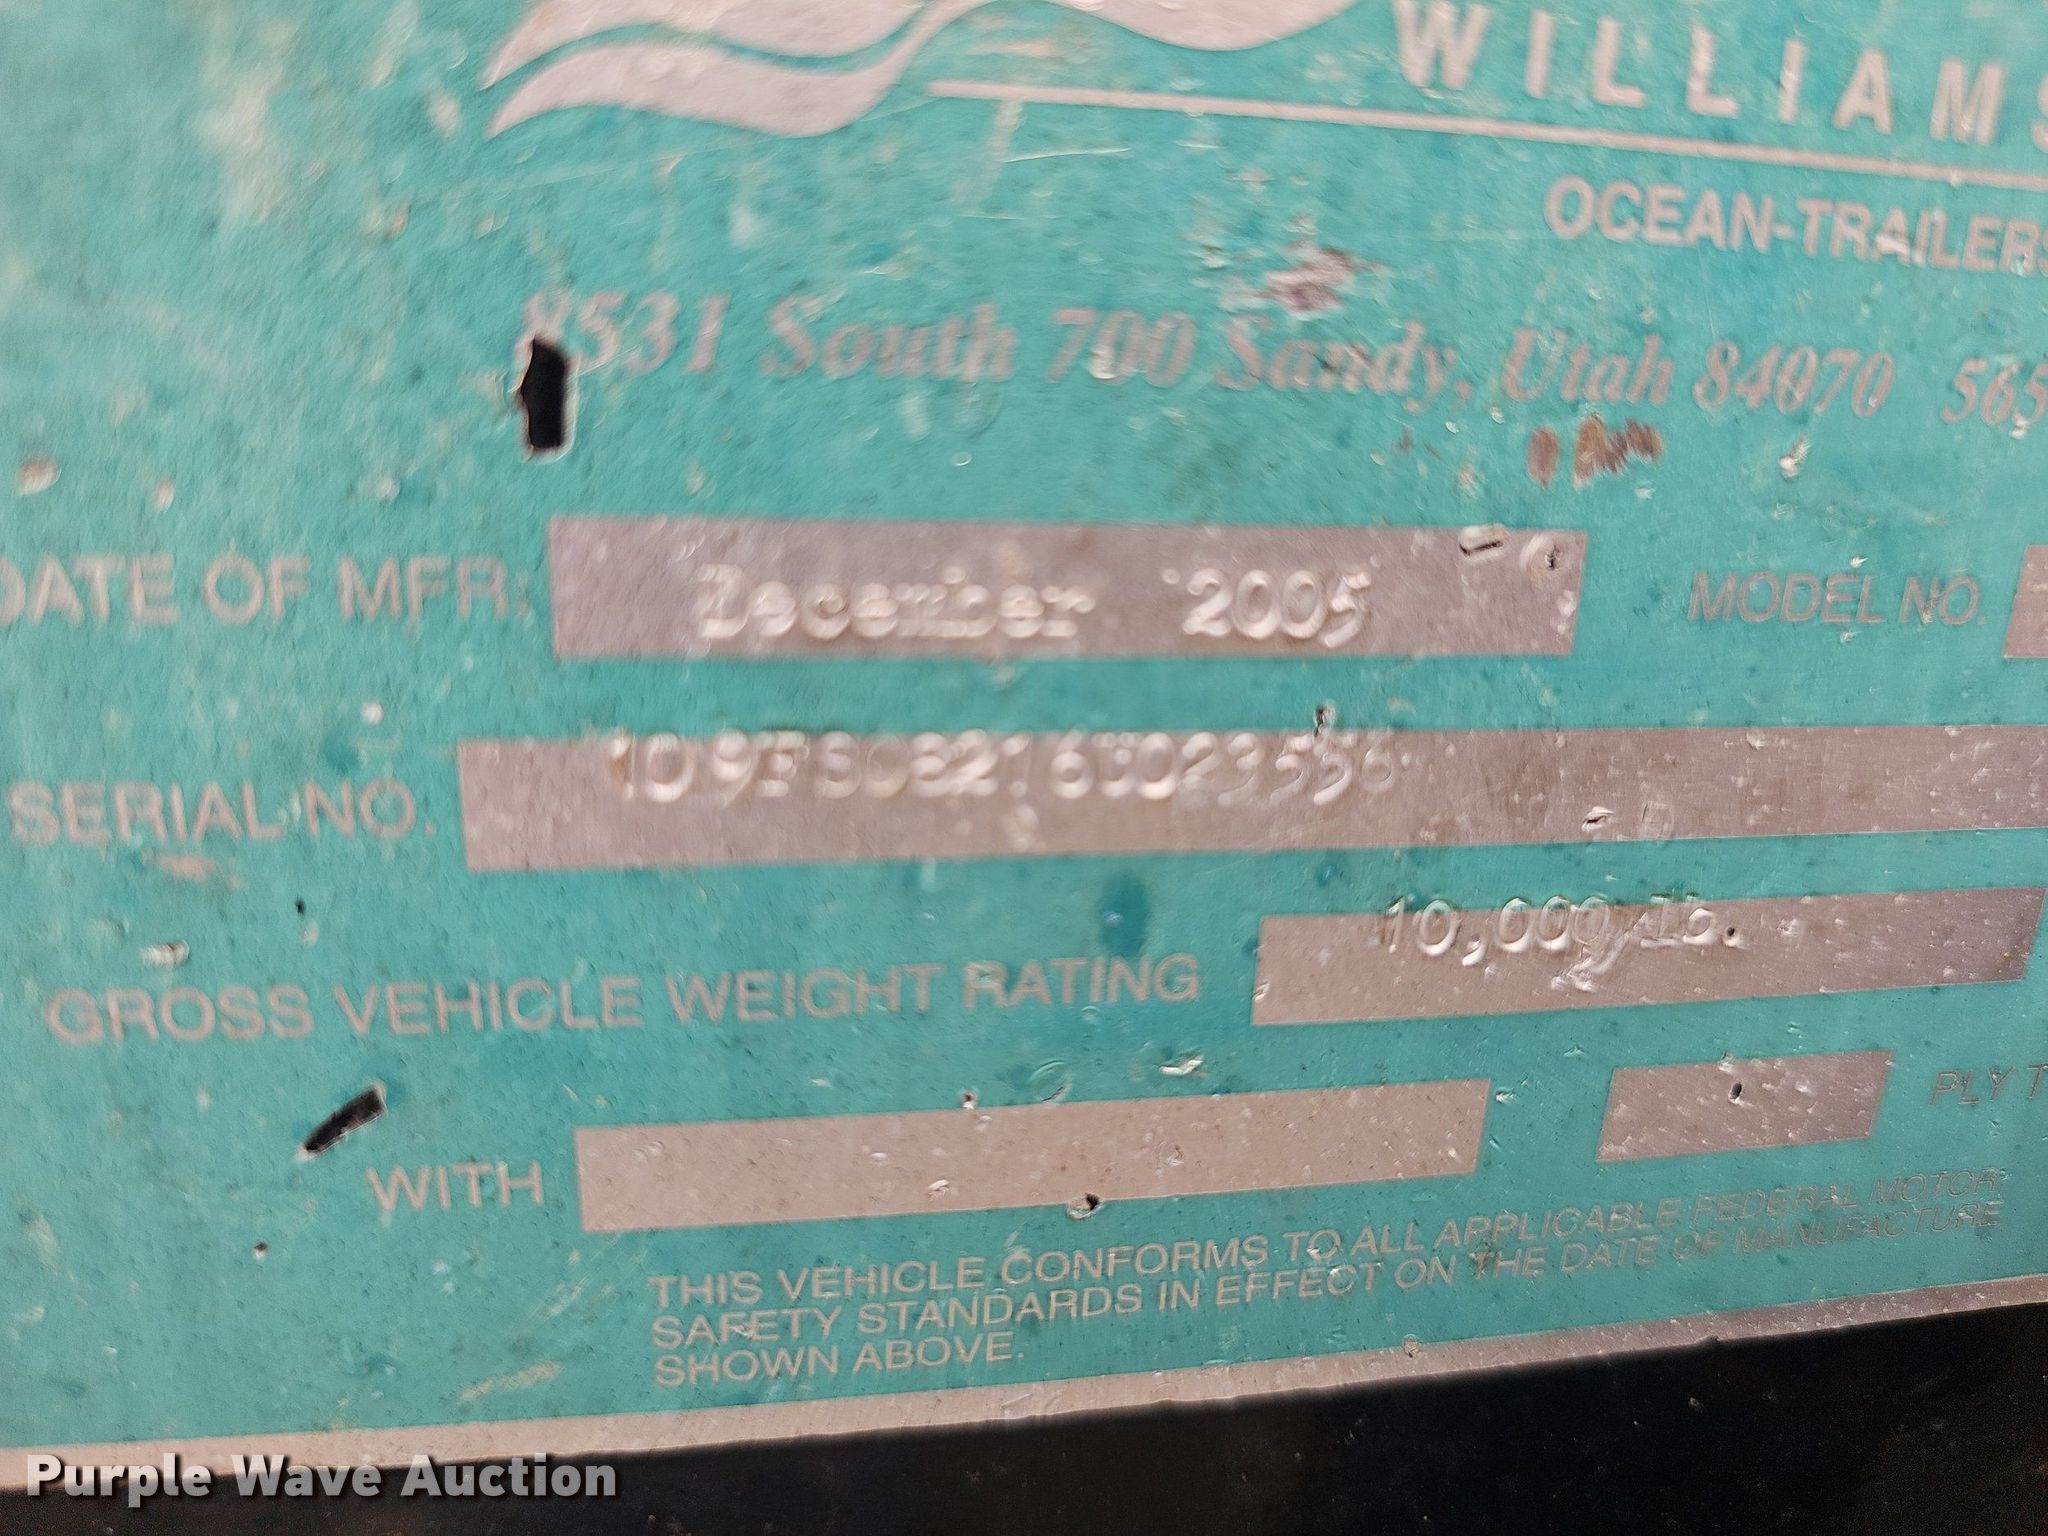 WILLIAMS
OCEAN-TRAILERS
8531 South 700 Sandy, Utah 84070 565
DATE OF MFR: December 2005 MODEL NO.
SERIAL NO.
GROSS VEHICLE WEIGHT RATING 10,000 Lb.
WITH PLY T
THIS VEHICLE CONFORMS TO ALL APPLICABLE FEDERAL MOTOR
SAFETY STANDARDS IN EFFECT ON THE DATE OF MANUFACTURE
SHOWN ABOVE.
Purple Wave Auction